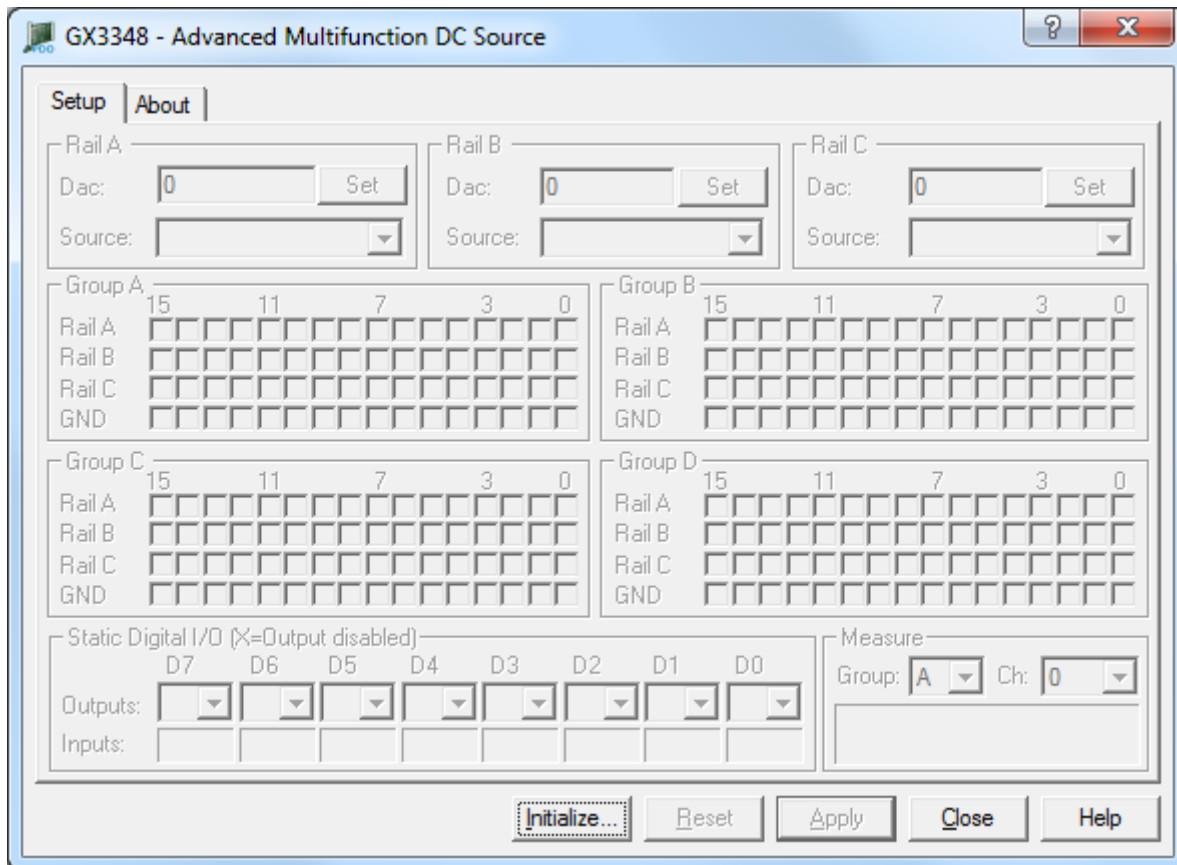 GX3348 - Advanced Multifunction DC Source
Setup About
Rail A Rail B Rail C
Dac: 0 Set Dac: 0 Set Dac: 0 Set
Source: Source: Source:
Group A Group B
15 11 7 3 0 15 11 7 3 0
Rail A Rail A
Rail B Rail B
Rail C Rail C
GND GND
Group C Group D
15 11 7 3 0 15 11 7 3 0
Rail A Rail A
Rail B Rail B
Rail C Rail C
GND GND
Static Digital I/O (X=Output disabled) Measure
D7 D6 D5 D4 D3 D2 D1 D0
Group: A Ch: 0
Outputs:
Inputs:
Initialize... Reset Apply Close Help